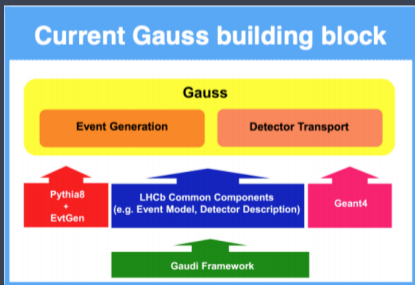 Current Gauss building block
Gauss
Event Generation
Detector Transport
Pythia8
+
EvtGen
LHCb Common Components
(e.g. Event Model, Detector Description)
Geant4
Gaudi Framework